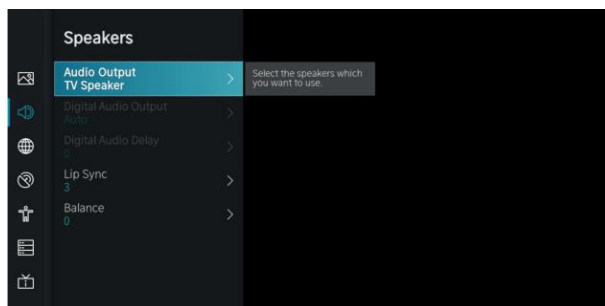 Speakers
Audio Output
TV Speaker
Select the speakers which
you want to use.
Digital Audio Output
Auto
Digital Audio Delay
0
Lip Sync
3
Balance
0